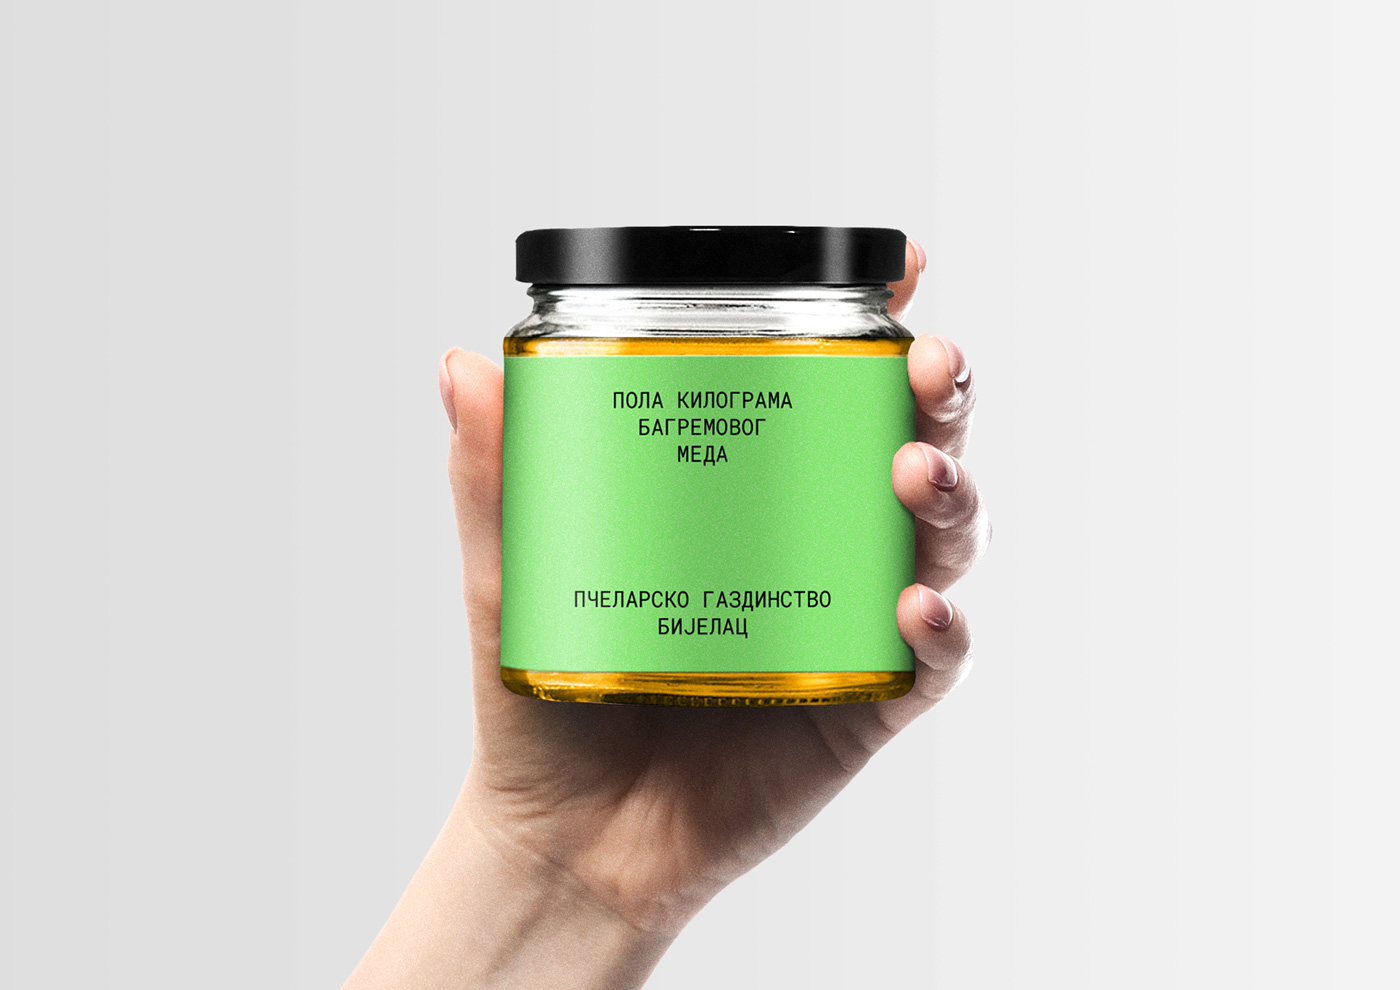 ПОЛА КИЛОГРАМА
БАГРЕМОВОГ
МЕДА
ПЧЕЛАРСКО ГАЗДИНСТВО
БИЈЕЛАЦ